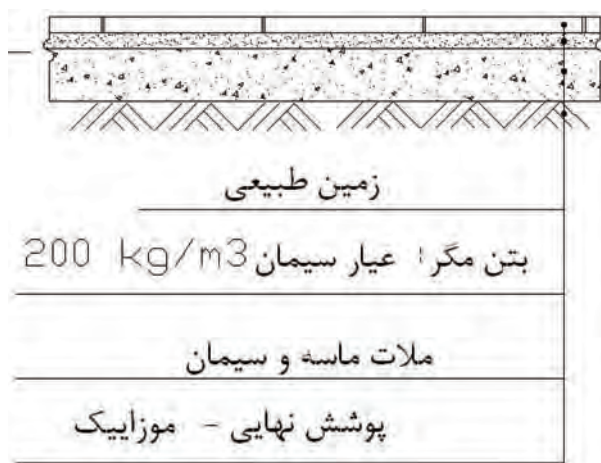 زمین طبیعی
بتن مگر: عیار سیمان 200 kg/m3
ملات ماسه و سیمان
پوشش نهایی - موزاییک